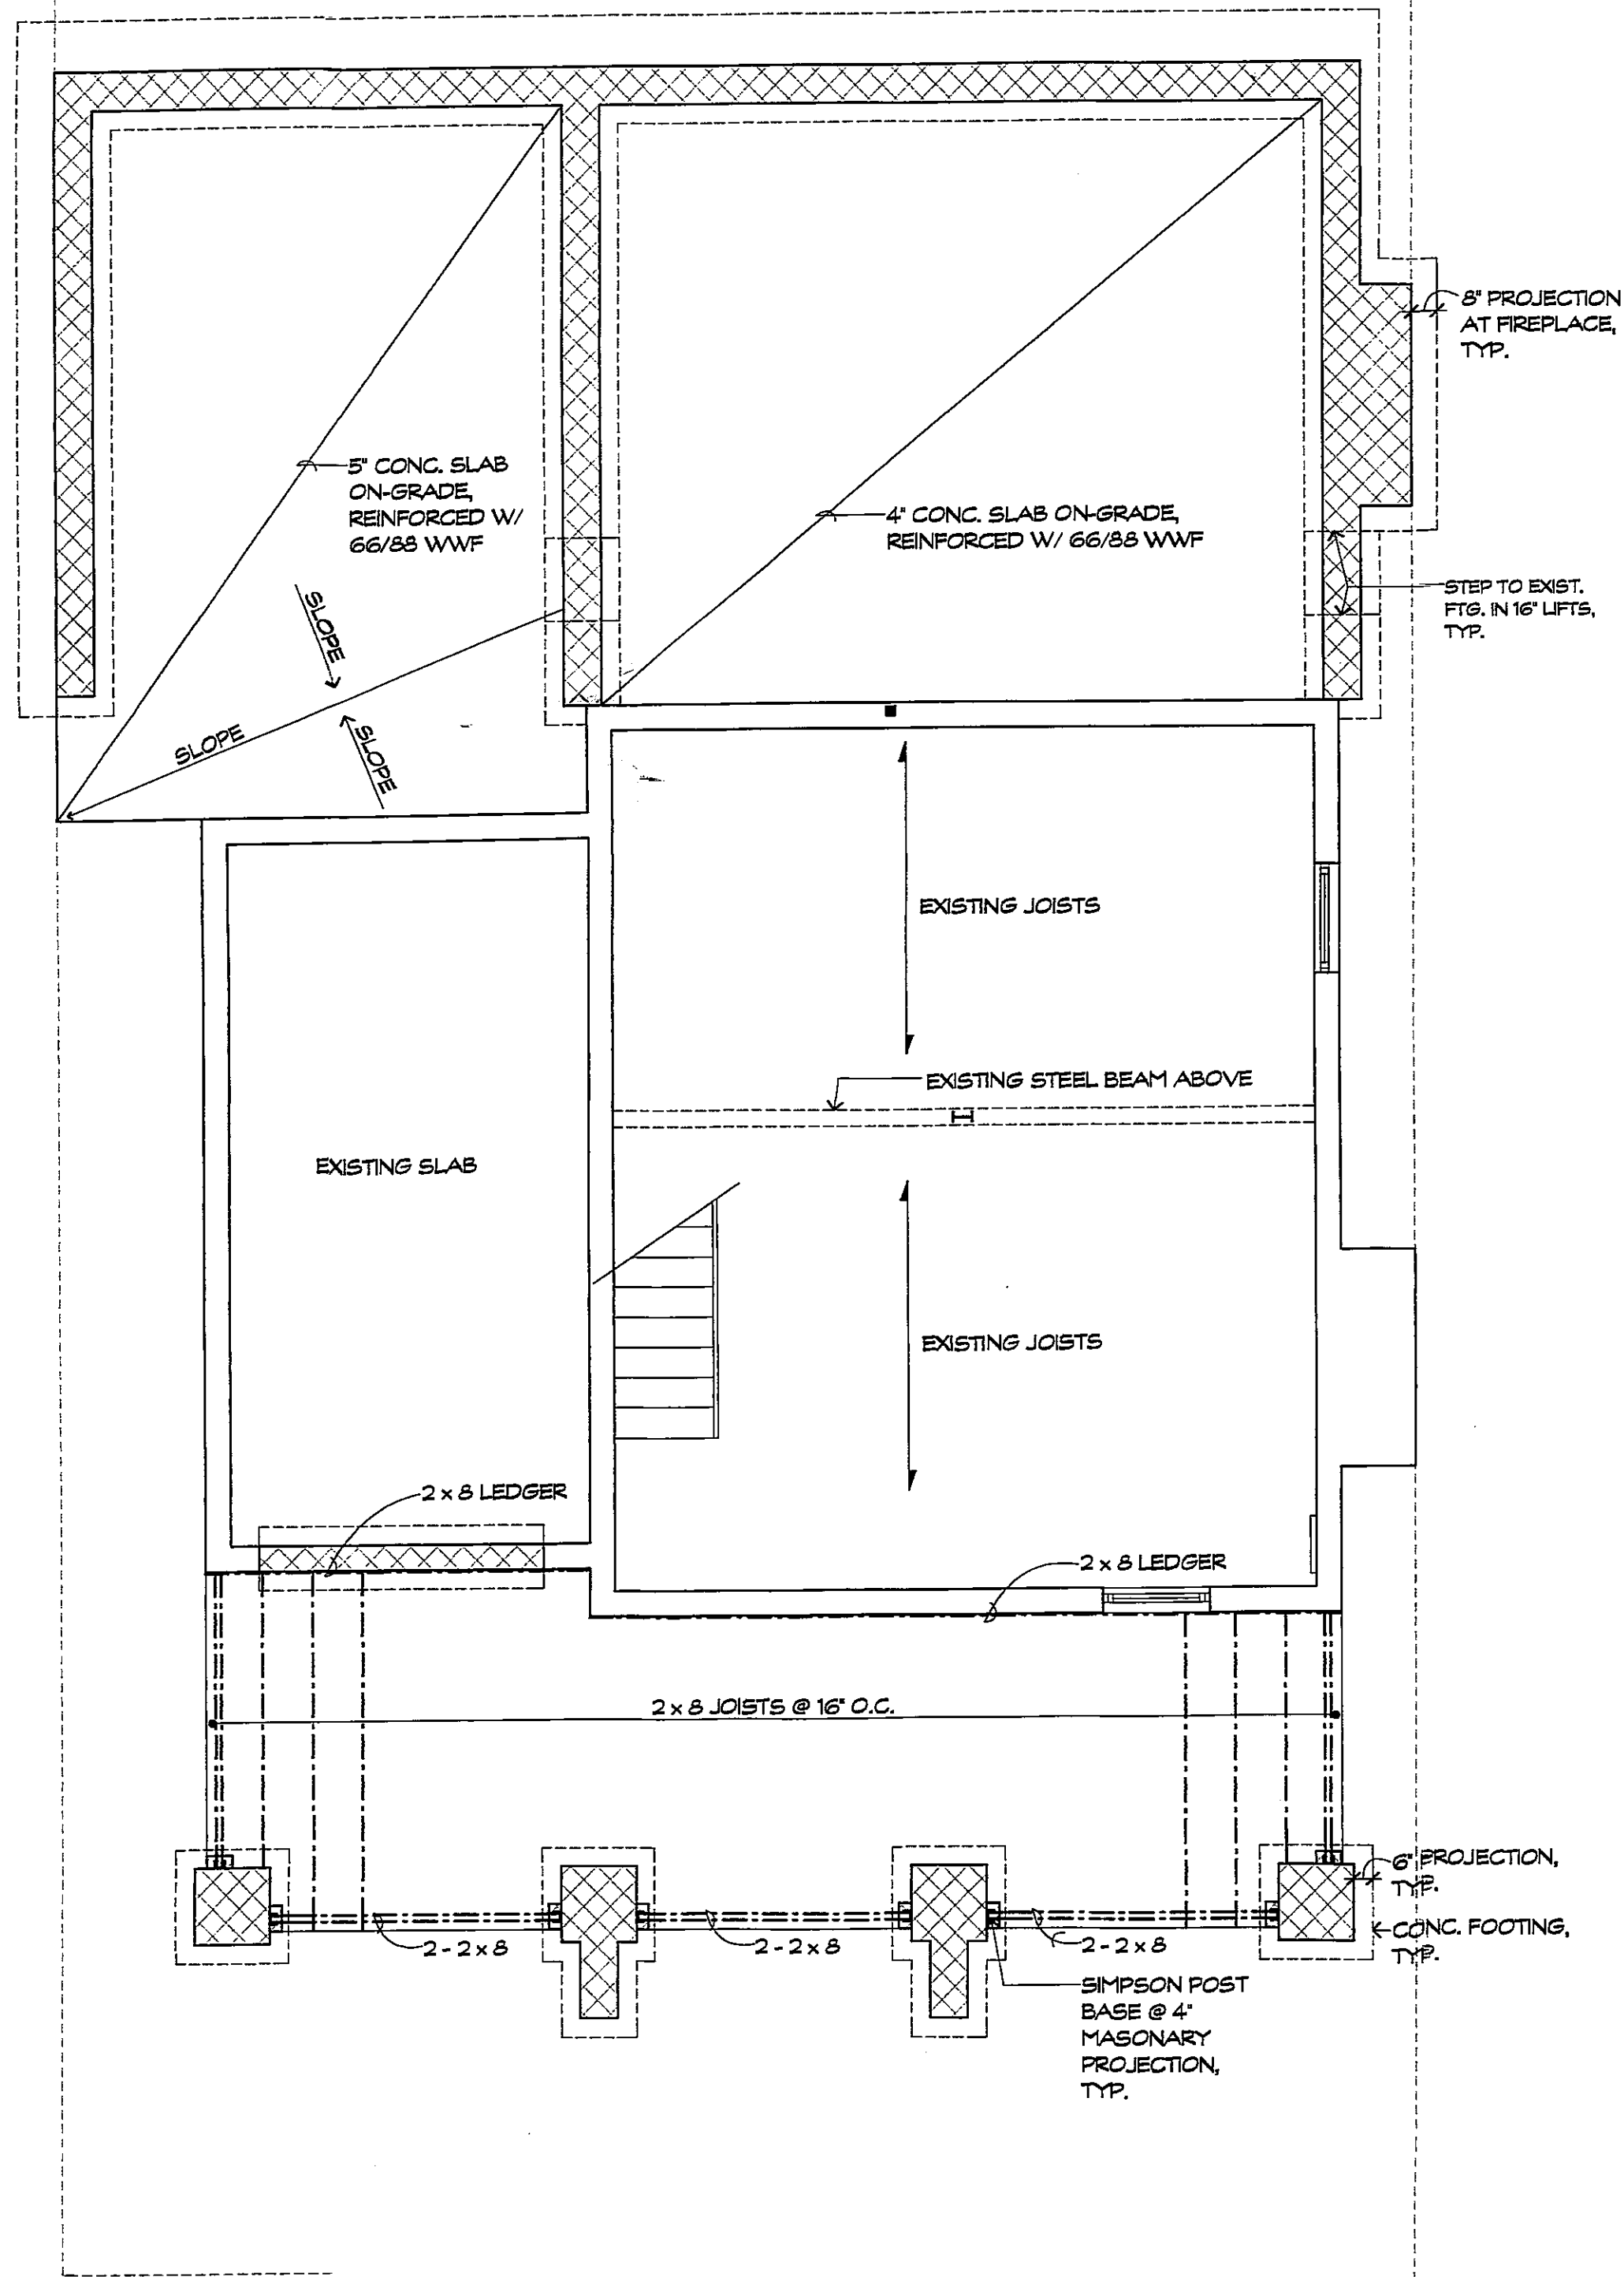 8" PROJECTION
AT FIREPLACE,
TYP.
5" CONC. SLAB
ON-GRADE,
REINFORCED W/
66/88 WWF
4" CONC. SLAB ON-GRADE,
REINFORCED W/ 66/88 WWF
STEP TO EXIST.
FTG. IN 16" LIFTS,
TYP.
SLOPE
SLOPE
SLOPE
EXISTING JOISTS
EXISTING STEEL BEAM ABOVE
EXISTING SLAB
EXISTING JOISTS
2 x 8 LEDGER
2 x 8 LEDGER
2 x 8 JOISTS @ 16" O.C.
6" PROJECTION,
TYP.
CONC. FOOTING,
TYP.
2 - 2 x 8
2 - 2 x 8
2 - 2 x 8
SIMPSON POST
BASE @ 4"
MASONARY
PROJECTION,
TYP.